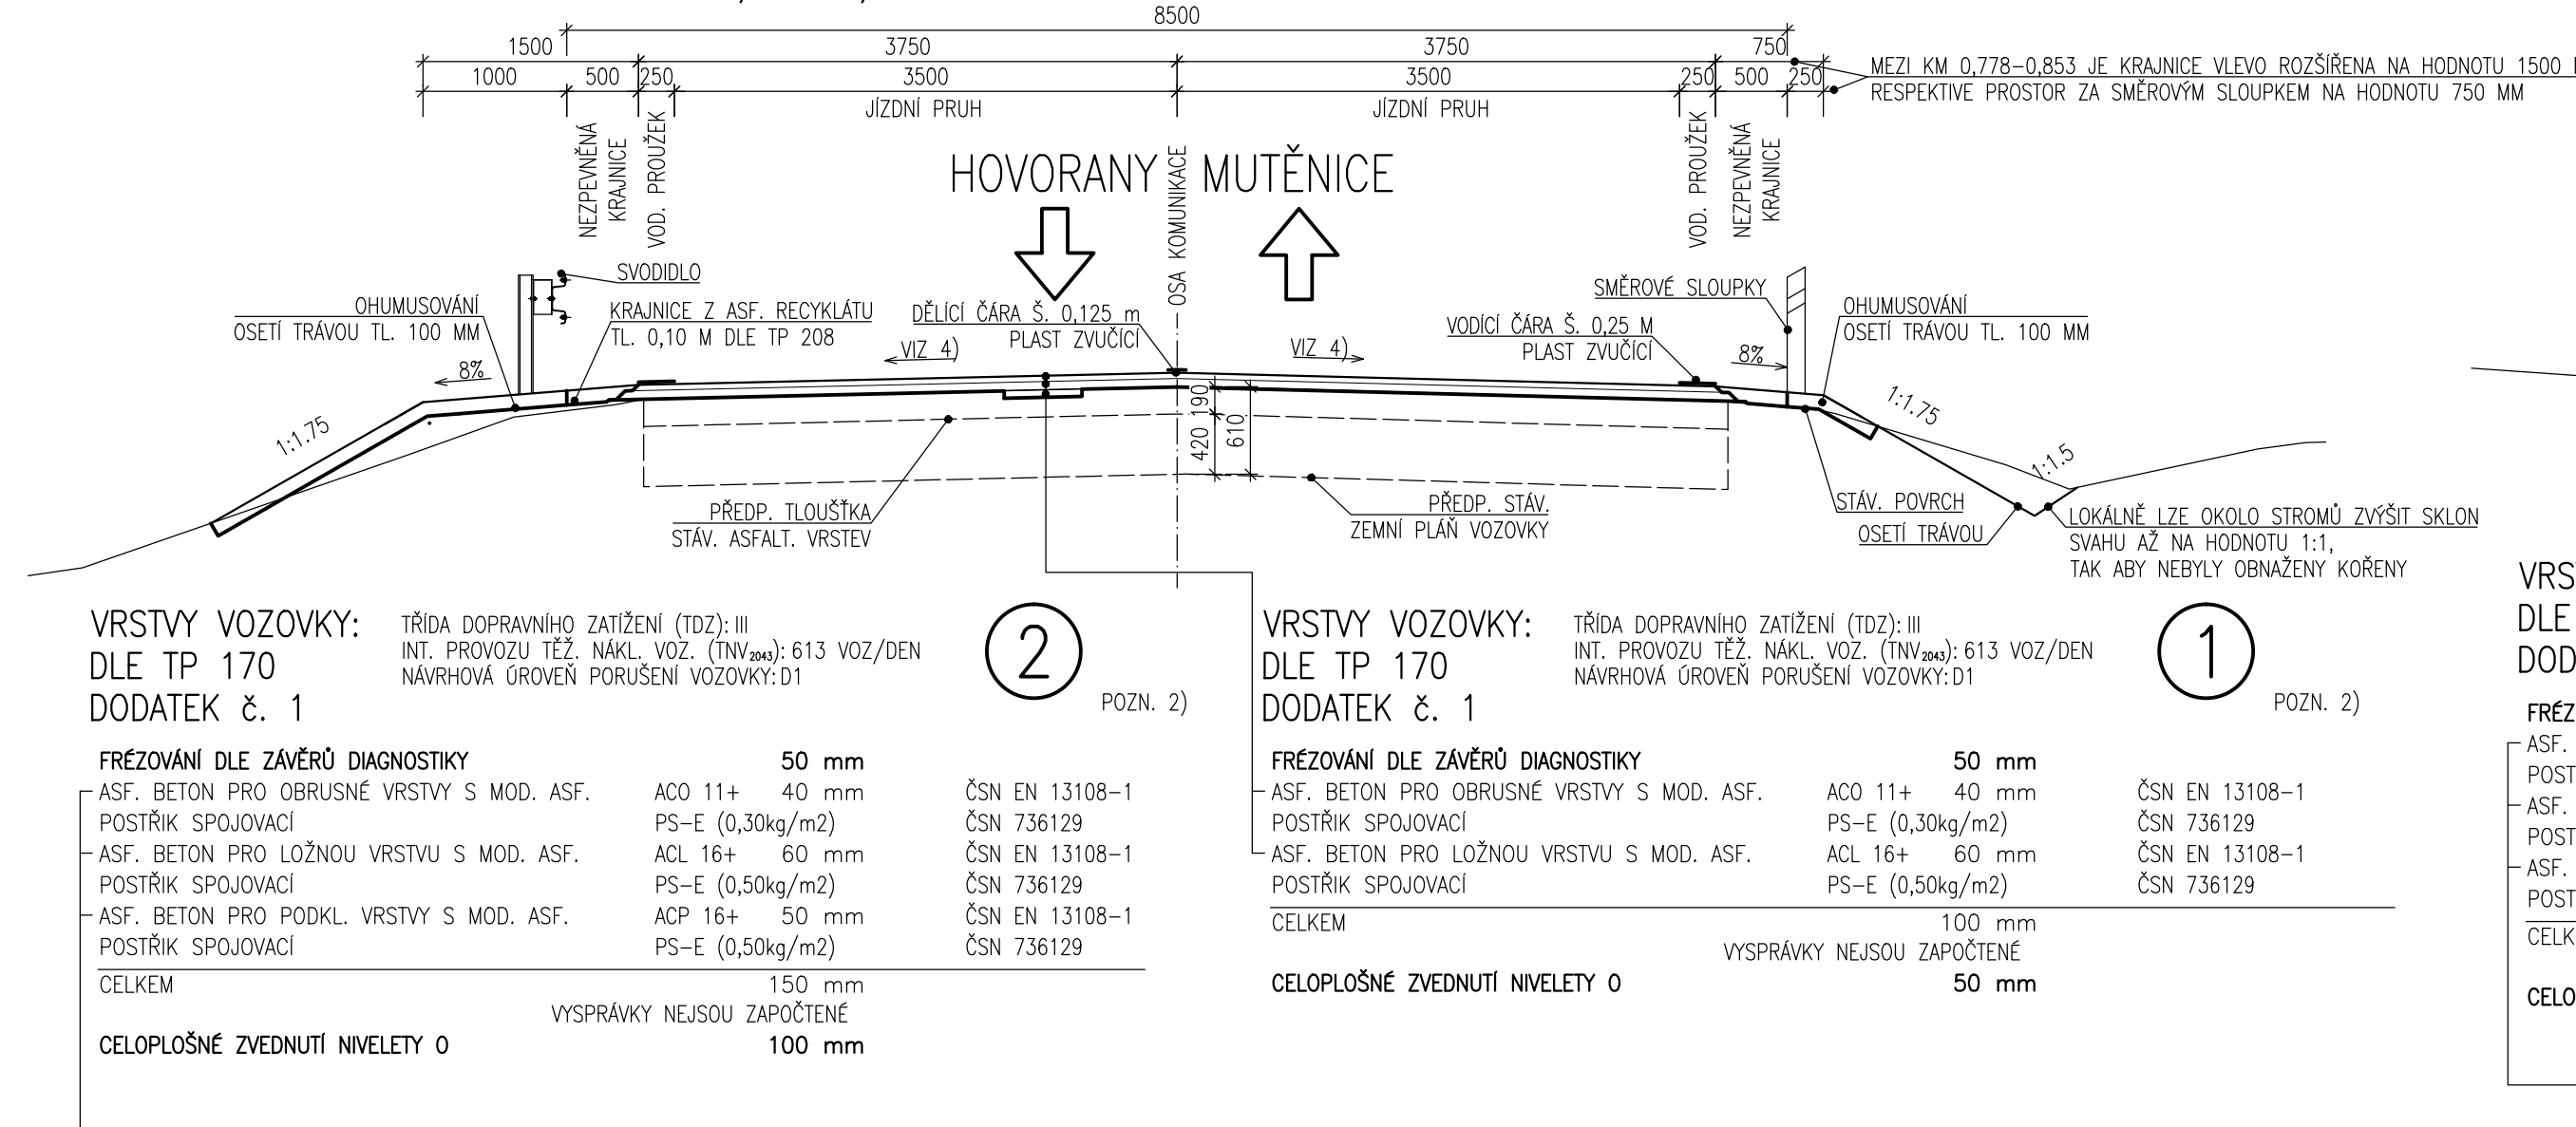 8500
1500 3750 3750 750
1000 500 250 3500 3500 250 500 250
JÍZDNÍ PRUH JÍZDNÍ PRUH
MEZI KM 0,778-0,853 JE KRAJNICE VLEVO ROZŠÍŘENA NA HODNOTU 1500
RESPEKTIVE PROSTOR ZA SMĚROVÝM SLOUPKEM NA HODNOTU 750 MM
NEZPEVNĚNÁ
KRAJNICE
VOD. PROUŽEK
OSA KOMUNIKACE
VOD. PROUŽEK
NEZPEVNĚNÁ
KRAJNICE
HOVORANY MUTĚNICE
SVODIDLO
OHUMUSOVÁNÍ
OSETÍ TRÁVOU TL. 100 MM
KRAJNICE Z ASF. RECYKLÁTU
TL. 0,10 M DLE TP 208
DĚLÍCÍ ČÁRA Š. 0,125 m
PLAST ZVUČÍCÍ
SMĚROVÉ SLOUPKY
VODÍCÍ ČÁRA Š. 0,25 M
PLAST ZVUČÍCÍ
OHUMUSOVÁNÍ
OSETÍ TRÁVOU TL. 100 MM
8%
VIZ 4)
VIZ 4)
8%
1:1.75
190
420
610
1:1.75
1:1.5
PŘEDP. TLOUŠŤKA
STÁV. ASFALT. VRSTEV
PŘEDP. STÁV.
ZEMNÍ PLÁŇ VOZOVKY
STÁV. POVRCH
OSETÍ TRÁVOU
LOKÁLNĚ LZE OKOLO STROMŮ ZVÝŠIT SKLON
SVAHU AŽ NA HODNOTU 1:1,
TAK ABY NEBYLY OBNAŽENY KOŘENY
VRSTVY VOZOVKY:
DLE TP 170
DODATEK č. 1
TŘÍDA DOPRAVNÍHO ZATÍŽENÍ (TDZ): III
INT. PROVOZU TĚŽ. NÁKL. VOZ. (TNV2043): 613 VOZ/DEN
NÁVRHOVÁ ÚROVEŇ PORUŠENÍ VOZOVKY: D1
2
POZN. 2)
FRÉZOVÁNÍ DLE ZÁVĚRŮ DIAGNOSTIKY 50 mm
ASF. BETON PRO OBRUSNÉ VRSTVY S MOD. ASF. ACO 11+ 40 mm ČSN EN 13108-1
POSTŘIK SPOJOVACÍ PS-E (0,30kg/m2) ČSN 736129
ASF. BETON PRO LOŽNOU VRSTVU S MOD. ASF. ACL 16+ 60 mm ČSN EN 13108-1
POSTŘIK SPOJOVACÍ PS-E (0,50kg/m2) ČSN 736129
ASF. BETON PRO PODKL. VRSTVY S MOD. ASF. ACP 16+ 50 mm ČSN EN 13108-1
POSTŘIK SPOJOVACÍ PS-E (0,50kg/m2) ČSN 736129
CELKEM 150 mm
VYSPRÁVKY NEJSOU ZAPOČTENÉ
CELOPLOŠNÉ ZVEDNUTÍ NIVELETY O 100 mm
VRSTVY VOZOVKY:
DLE TP 170
DODATEK č. 1
TŘÍDA DOPRAVNÍHO ZATÍŽENÍ (TDZ): III
INT. PROVOZU TĚŽ. NÁKL. VOZ. (TNV2043): 613 VOZ/DEN
NÁVRHOVÁ ÚROVEŇ PORUŠENÍ VOZOVKY: D1
1
POZN. 2)
FRÉZOVÁNÍ DLE ZÁVĚRŮ DIAGNOSTIKY 50 mm
ASF. BETON PRO OBRUSNÉ VRSTVY S MOD. ASF. ACO 11+ 40 mm ČSN EN 13108-1
POSTŘIK SPOJOVACÍ PS-E (0,30kg/m2) ČSN 736129
ASF. BETON PRO LOŽNOU VRSTVU S MOD. ASF. ACL 16+ 60 mm ČSN EN 13108-1
POSTŘIK SPOJOVACÍ PS-E (0,50kg/m2) ČSN 736129
CELKEM 100 mm
VYSPRÁVKY NEJSOU ZAPOČTENÉ
CELOPLOŠNÉ ZVEDNUTÍ NIVELETY O 50 mm
VRS
DLE
DOD
FRÉZ
ASF.
POST
ASF.
POST
ASF.
POST
CELK
CELO